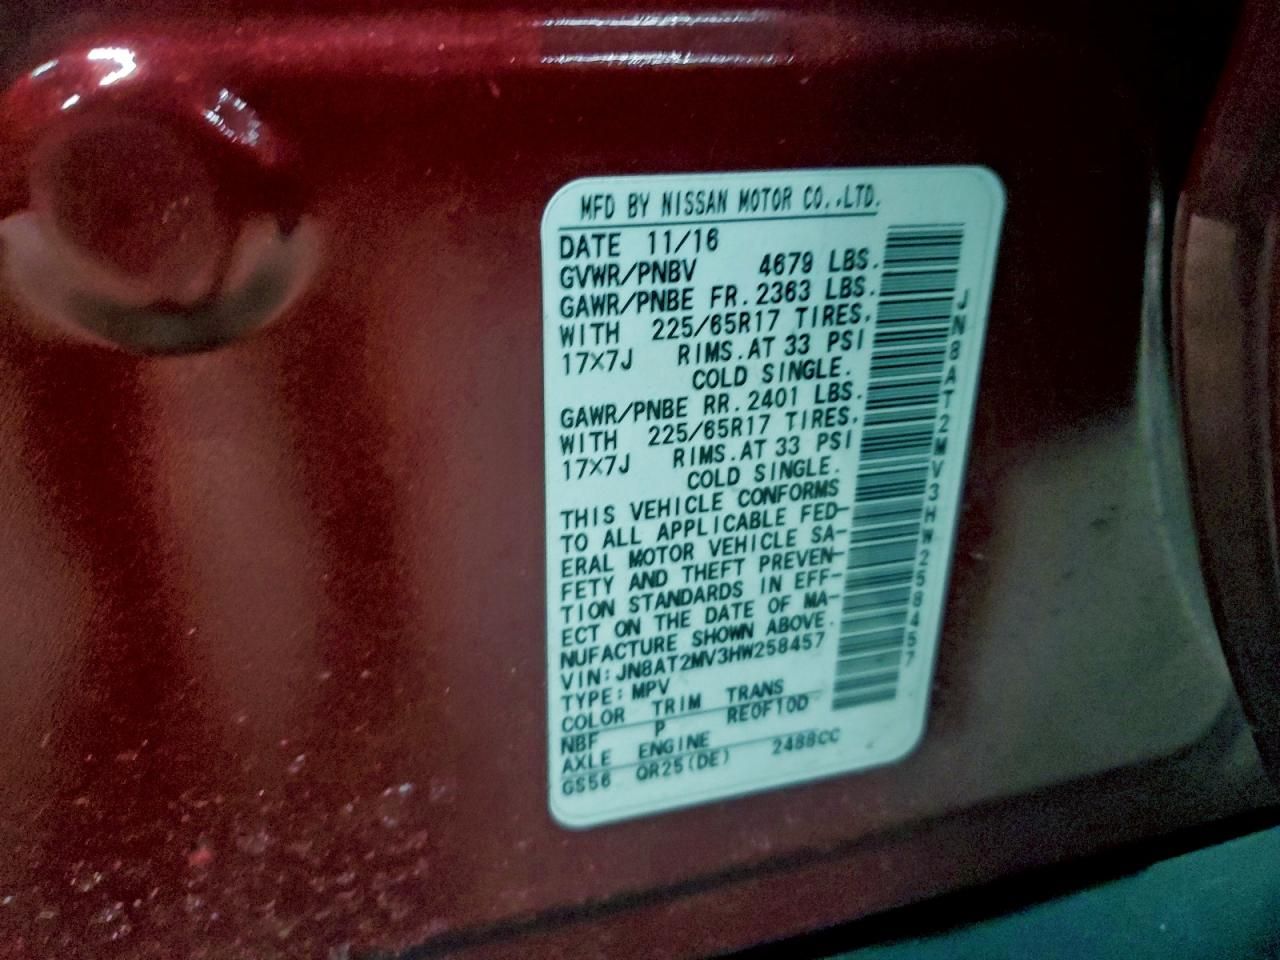 MFD BY NISSAN MOTOR CO.,LTD.
DATE 11/16
GVWR/PNBV 4679 LBS.
GAWR/PNBE FR. 2363 LBS.
WITH 225/65R17 TIRES,
17×7J RIMS. AT 33 PSI
COLD SINGLE.
GAWR/PNBE RR. 2401 LBS.
WITH 225/65R17 TIRES,
17×7J RIMS. AT 33 PSI
COLD SINGLE.
THIS VEHICLE CONFORMS
TO ALL APPLICABLE FED-
ERAL MOTOR VEHICLE SA-
FETY AND THEFT PREVEN-
TION STANDARDS IN EFF-
ECT ON THE DATE OF MA-
NUFACTURE SHOWN ABOVE.
VIN:JN8AT2MV3HW258457
TYPE:MPV
COLOR TRIM TRANS
NBF P RE0F10D
AXLE ENGINE
GS56 QR25(DE) 2488CC
JN8AT2MV3HW258457